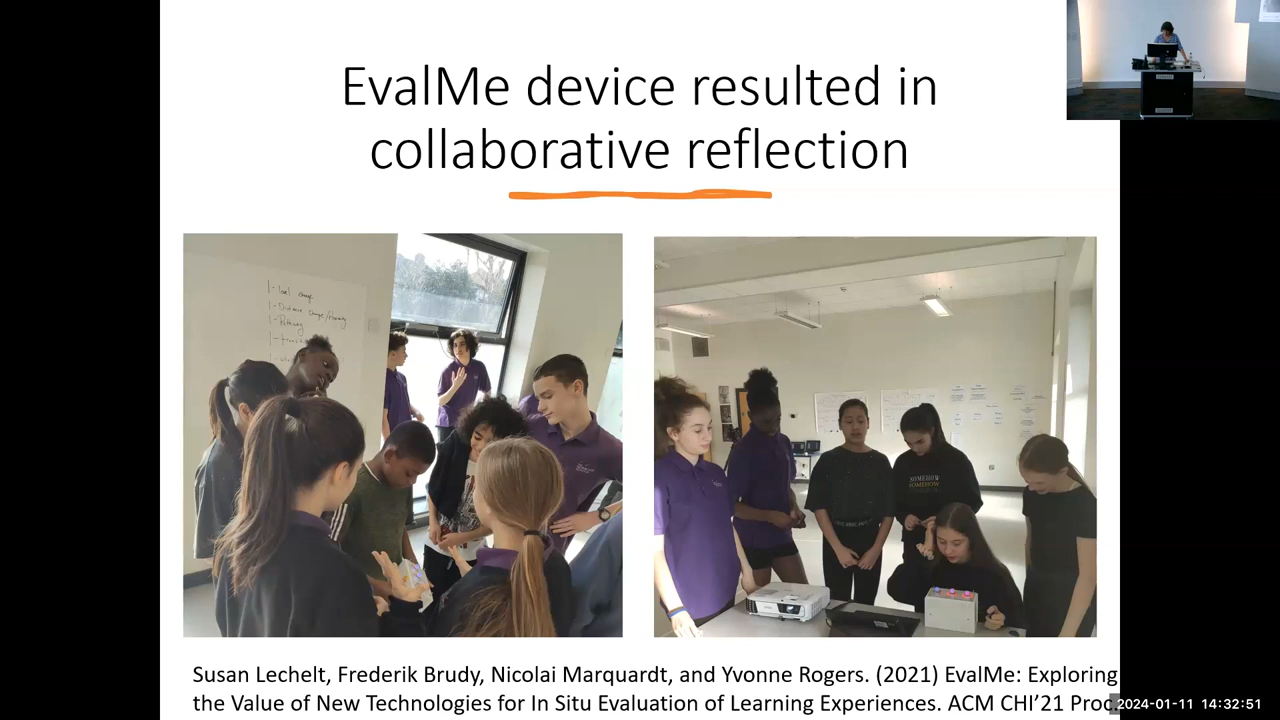 EvalMe device resulted in
collaborative reflection
SOMEHOW
SOMEHOW
Susan Lechelt, Frederik Brudy, Nicolai Marquardt, and Yvonne Rogers. (2021) EvalMe: Exploring
the Value of New Technologies for In Situ Evaluation of Learning Experiences. ACM CHI’21 Proc.
2024-01-11 14:32:51